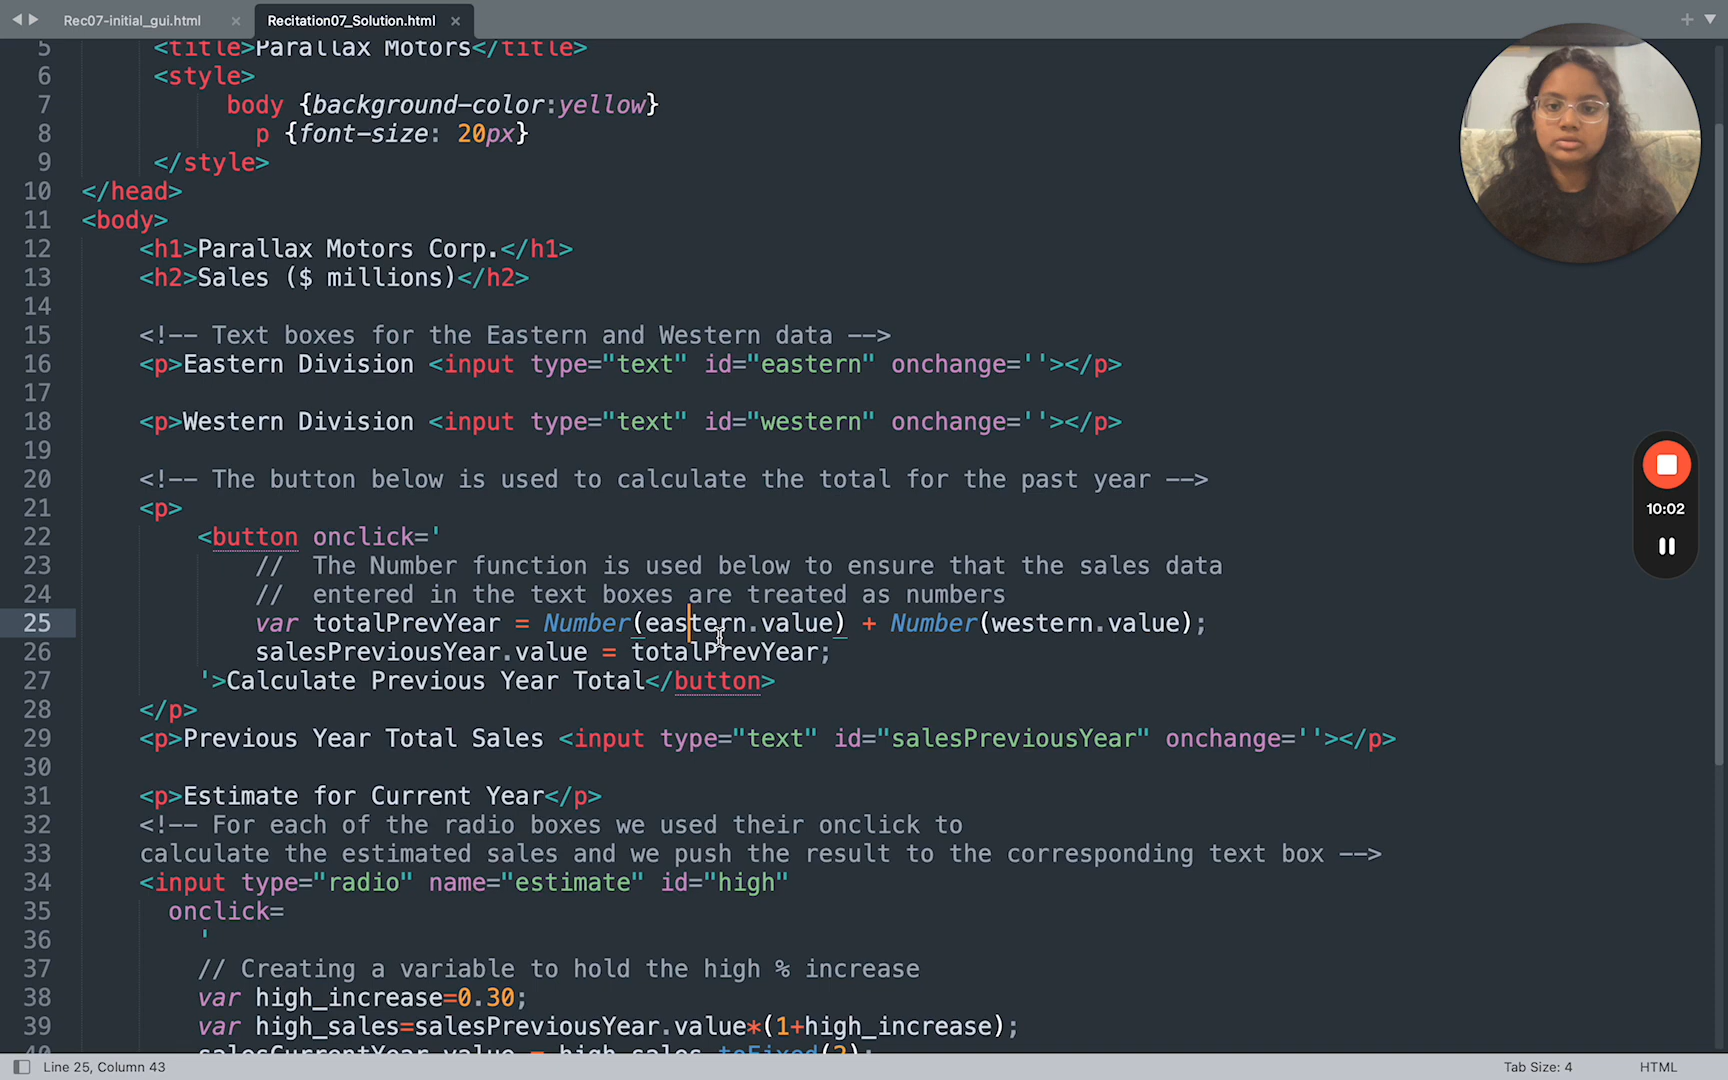 Rec07-initial_gui.html × Recitation07_Solution.html ×
5 <title>Parallax Motors</title>
6 <style>
7 body {background-color:yellow}
8 p {font-size: 20px}
9 </style>
10 </head>
11 <body>
12 <h1>Parallax Motors Corp.</h1>
13 <h2>Sales ($ millions)</h2>
14
15 <!-- Text boxes for the Eastern and Western data -->
16 <p>Eastern Division <input type="text" id="eastern" onchange=''></p>
17
18 <p>Western Division <input type="text" id="western" onchange=''></p>
19
20 <!-- The button below is used to calculate the total for the past year -->
21 <p>
22 <button onclick='
23 // The Number function is used below to ensure that the sales data
24 // entered in the text boxes are treated as numbers
25 var totalPrevYear = Number(eastern.value) + Number(western.value);
26 salesPreviousYear.value = totalPrevYear;
27 '>Calculate Previous Year Total</button>
28 </p>
29 <p>Previous Year Total Sales <input type="text" id="salesPreviousYear" onchange=''></p>
30
31 <p>Estimate for Current Year</p>
32 <!-- For each of the radio boxes we used their onclick to
33 calculate the estimated sales and we push the result to the corresponding text box -->
34 <input type="radio" name="estimate" id="high"
35 onclick=
36 '
37 // Creating a variable to hold the high % increase
38 var high_increase=0.30;
39 var high_sales=salesPreviousYear.value*(1+high_increase);
40 salesCurrentYear.value = high_sales.toFixed(2);
10:02
Line 25, Column 43
Tab Size: 4
HTML